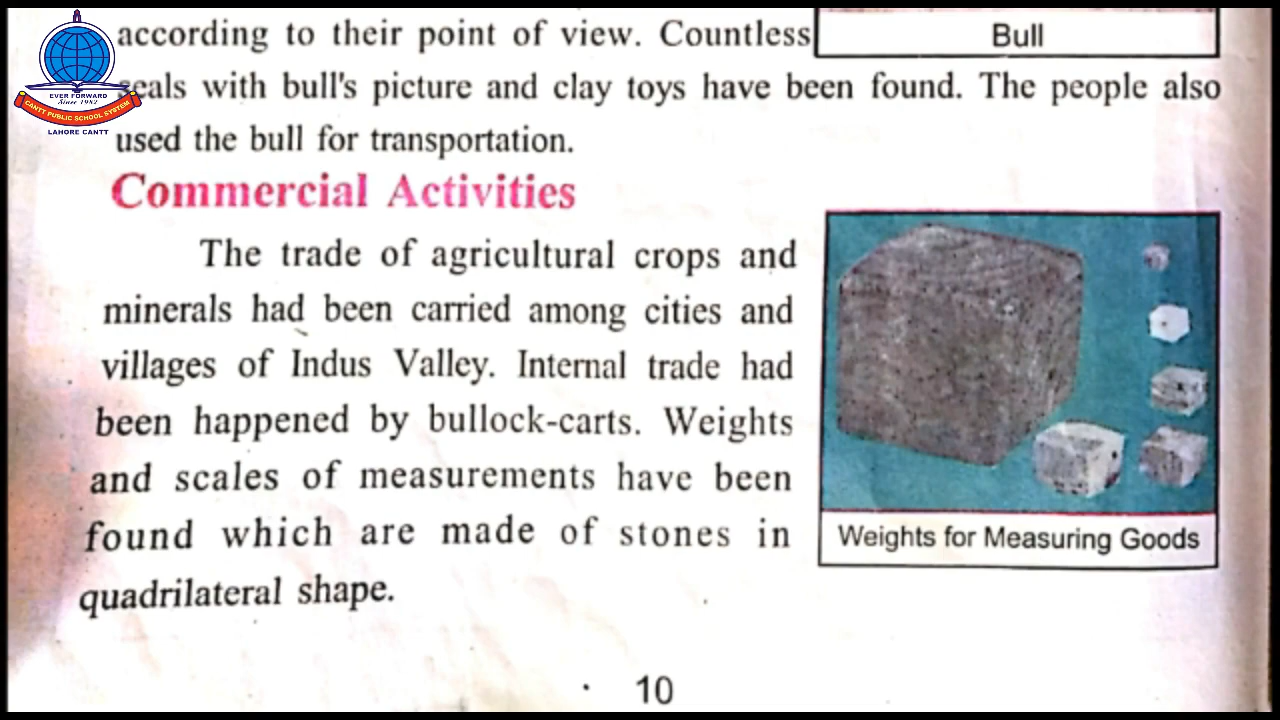 according to their point of view. Countless
Bull
seals with bull's picture and clay toys have been found. The people also
used the bull for transportation.
EVER FORWARD
Since 1982
CANTT PUBLIC SCHOOL SYSTEM
LAHORE CANTT
Commercial Activities
The trade of agricultural crops and
minerals had been carried among cities and
villages of Indus Valley. Internal trade had
been happened by bullock-carts. Weights
and scales of measurements have been
found which are made of stones in
quadrilateral shape.
Weights for Measuring Goods
10